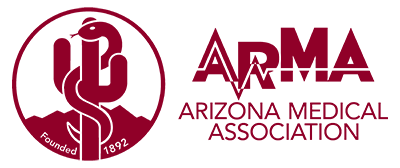 Founded 1892
ARMA
ARIZONA MEDICAL
ASSOCIATION